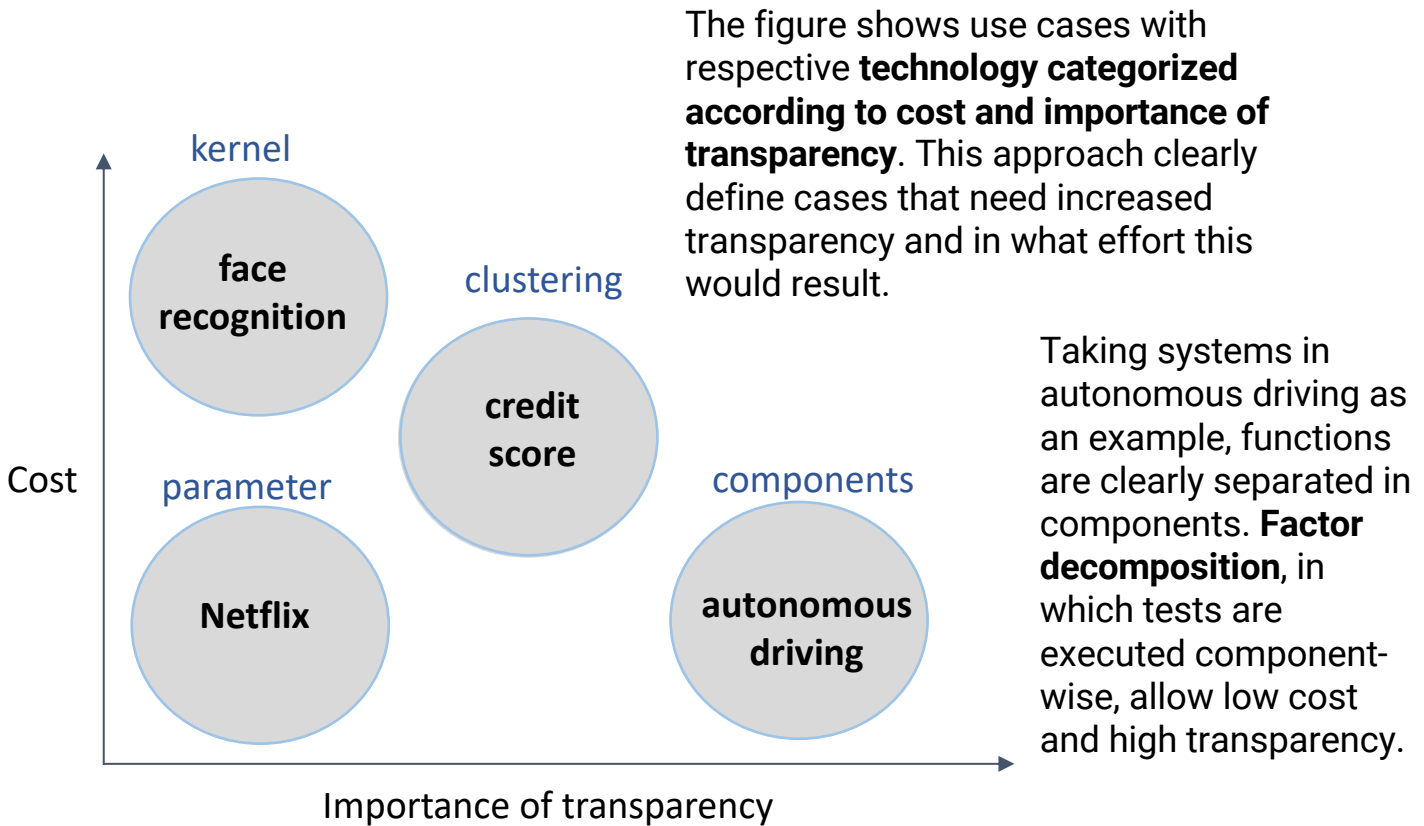 The figure shows use cases with
respective technology categorized
according to cost and importance of
transparency. This approach clearly
define cases that need increased
transparency and in what effort this
would result.
kernel
face
recognition
clustering
credit
score
Taking systems in
autonomous driving as
an example, functions
are clearly separated in
components. Factor
decomposition, in
which tests are
executed component-
wise, allow low cost
and high transparency.
Cost
parameter
Netflix
components
autonomous
driving
Importance of transparency